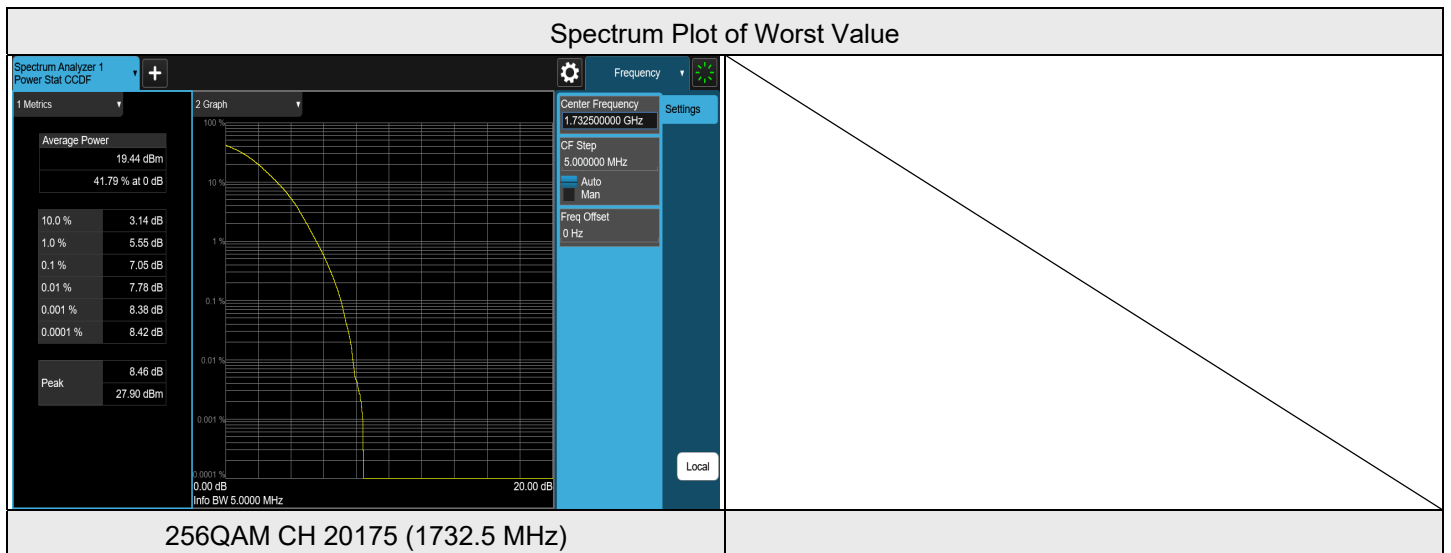 Spectrum Plot of Worst Value
Spectrum Analyzer 1
Power Stat CCDF
+
Frequency
1 Metrics
2 Graph
Average Power
19.44 dBm
41.79 % at 0 dB
10.0 % 3.14 dB
1.0 % 5.55 dB
0.1 % 7.05 dB
0.01 % 7.78 dB
0.001 % 8.38 dB
0.0001 % 8.42 dB
Peak 8.46 dB
27.90 dBm
100 %
10 %
1 %
0.1 %
0.01 %
0.001 %
0.0001 %
0.00 dB 20.00 dB
Info BW 5.0000 MHz
Center Frequency
1.732500000 GHz
Settings
CF Step
5.000000 MHz
Auto
Man
Freq Offset
0 Hz
Local
256QAM CH 20175 (1732.5 MHz)